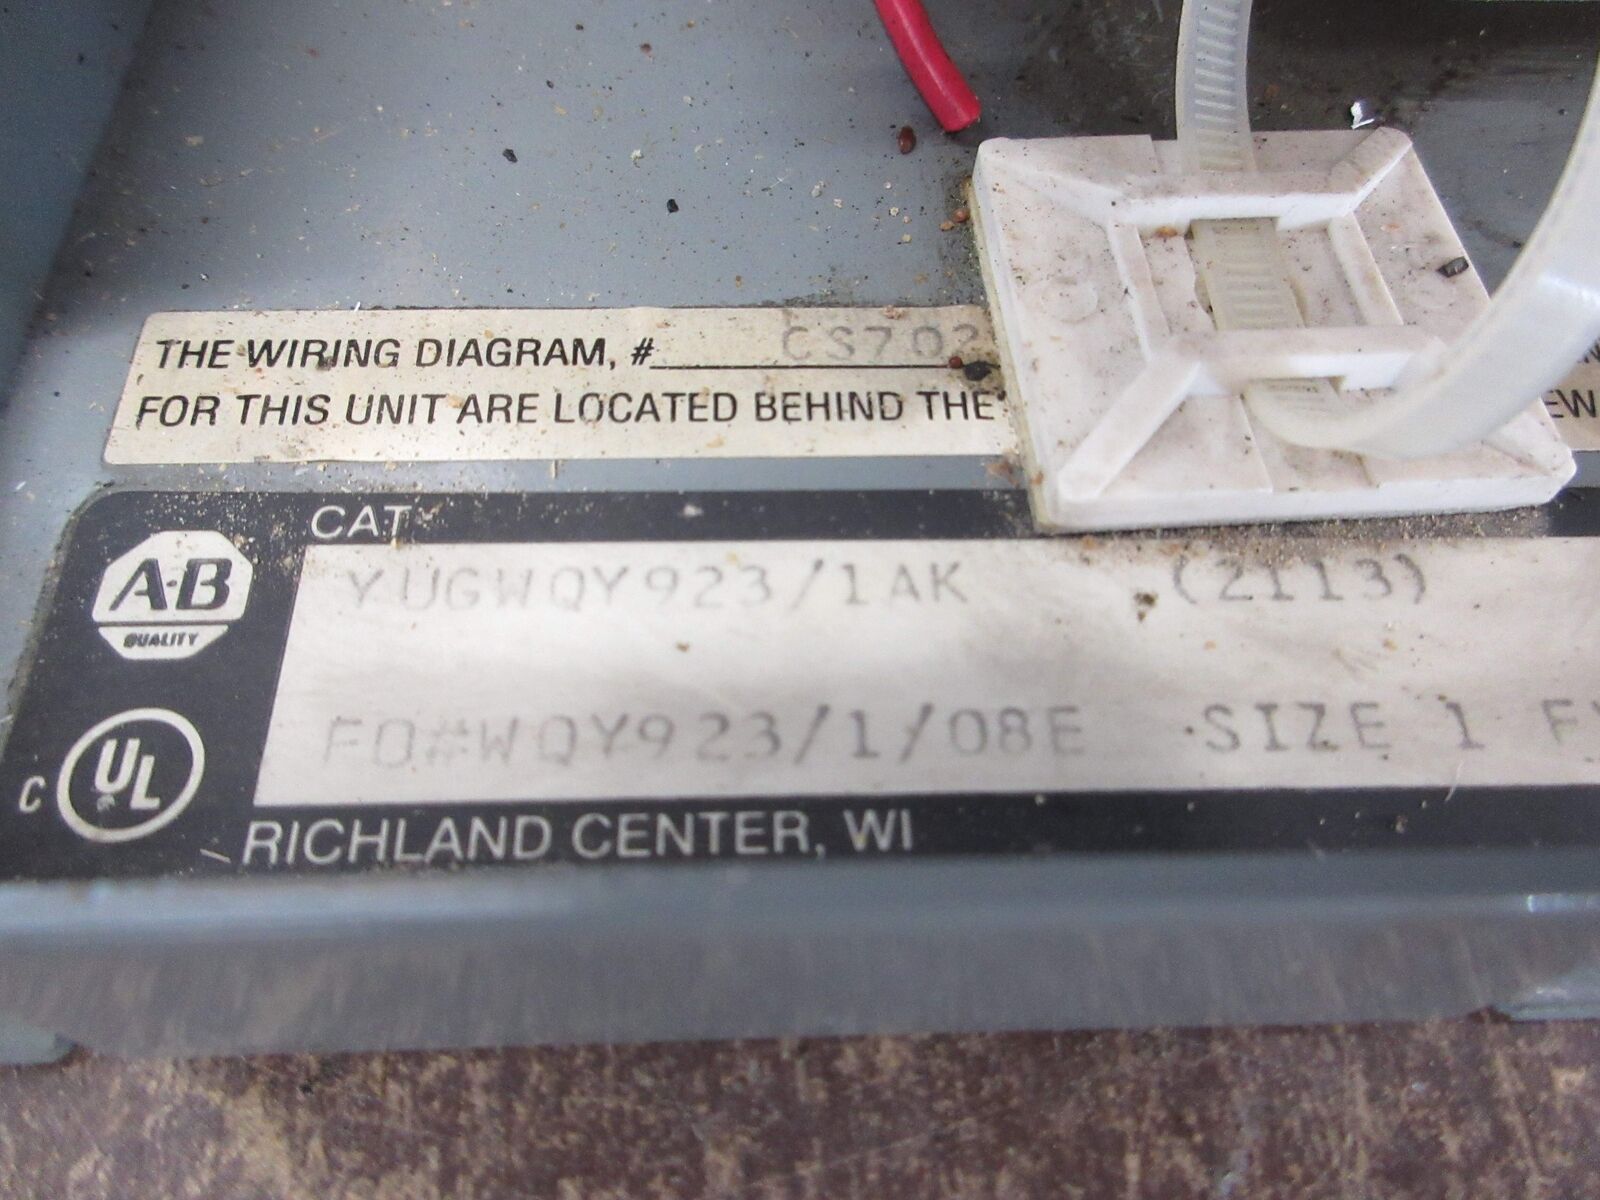 THE WIRING DIAGRAM, # CS702
FOR THIS UNIT ARE LOCATED BEHIND THE
CAT
A-B
QUALITY
YUGWQY923/1AK (2113)
FO#WQY923/1/08E SIZE 1
C UL
RICHLAND CENTER, WI